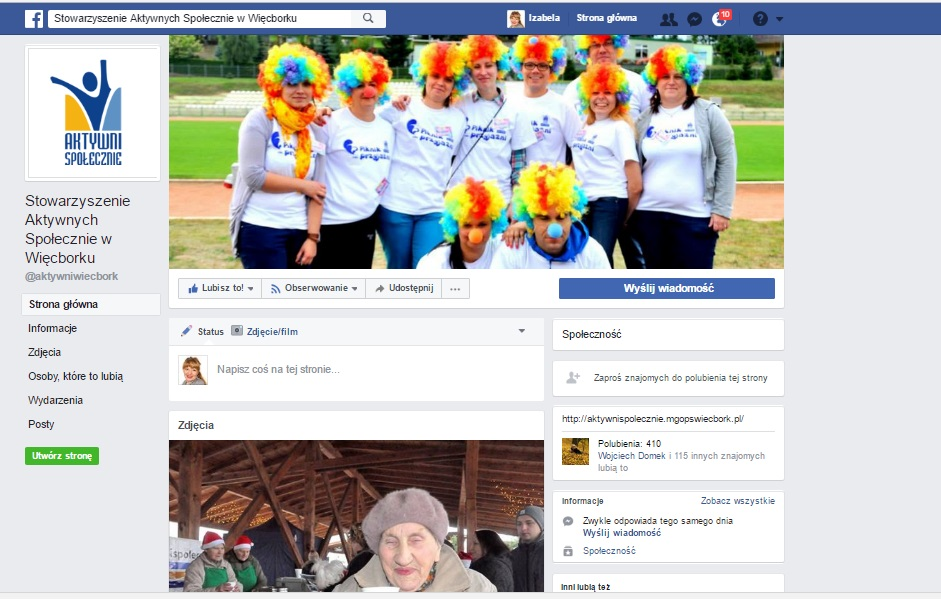 Stowarzyszenie Aktywnych Społecznie w Więcborku
Izabela
Strona główna
10
AKTYWNI
SPOŁECZNIE
Stowarzyszenie
Aktywnych
Społecznie w
Więcborku
@aktywniwiecbork
Strona główna
Informacje
Zdjęcia
Osoby, które to lubią
Wydarzenia
Posty
Utwórz stronę
Lubisz to!
Obserwowanie
Udostępnij
Wyślij wiadomość
Status
Zdjęcie/film
Napisz coś na tej stronie...
Zdjęcia
Społeczność
Zaproś znajomych do polubienia tej strony
http://aktywnispolecznie.mgopswiecbork.pl/
Polubienia: 410
Wojciech Domek i 115 innych znajomych
lubią to
Informacje
Zobacz wszystkie
Zwykle odpowiada tego samego dnia
Wyślij wiadomość
Społeczność
Inni lubią też